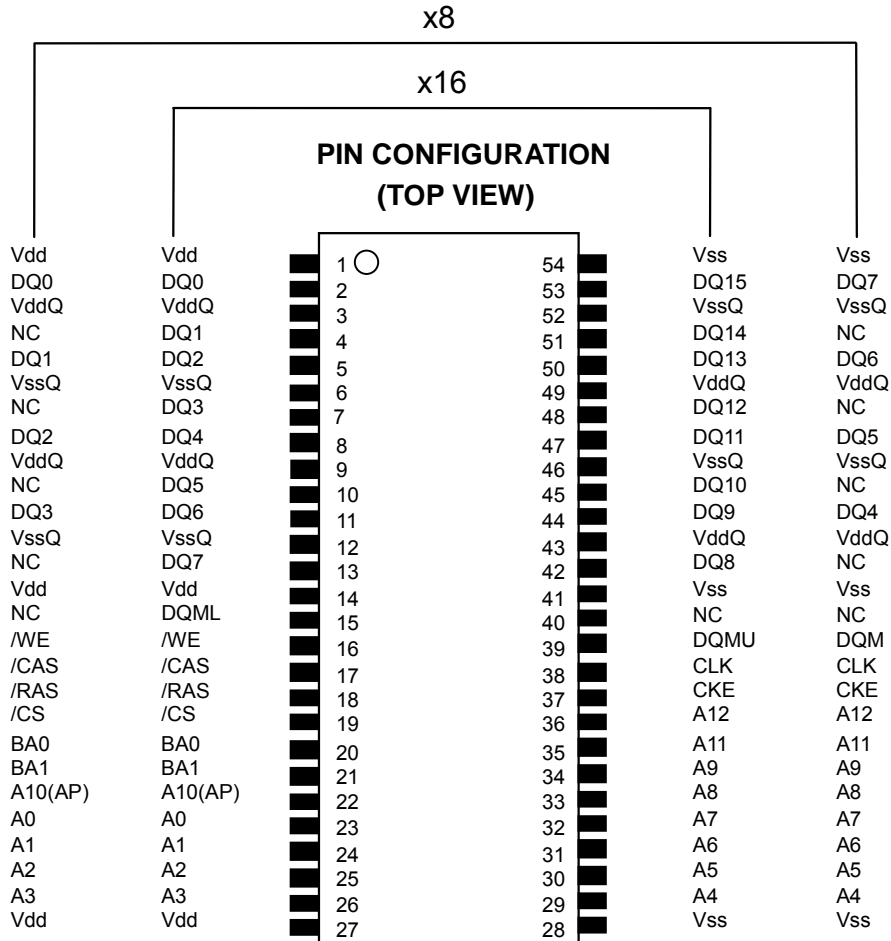 x8
x16
PIN CONFIGURATION
(TOP VIEW)
Vdd Vdd 1 54 Vss Vss
DQ0 DQ0 2 53 DQ15 DQ7
VddQ VddQ 3 52 VssQ VssQ
NC DQ1 4 51 DQ14 NC
DQ1 DQ2 5 50 DQ13 DQ6
VssQ VssQ 6 49 VddQ VddQ
NC DQ3 7 48 DQ12 NC
DQ2 DQ4 8 47 DQ11 DQ5
VddQ VddQ 9 46 VssQ VssQ
NC DQ5 10 45 DQ10 NC
DQ3 DQ6 11 44 DQ9 DQ4
VssQ VssQ 12 43 VddQ VddQ
NC DQ7 13 42 DQ8 NC
Vdd Vdd 14 41 Vss Vss
NC DQML 15 40 NC NC
/WE /WE 16 39 DQMU DQM
/CAS /CAS 17 38 CLK CLK
/RAS /RAS 18 37 CKE CKE
/CS /CS 19 36 A12 A12
BA0 BA0 20 35 A11 A11
BA1 BA1 21 34 A9 A9
A10(AP) A10(AP) 22 33 A8 A8
A0 A0 23 32 A7 A7
A1 A1 24 31 A6 A6
A2 A2 25 30 A5 A5
A3 A3 26 29 A4 A4
Vdd Vdd 27 28 Vss Vss